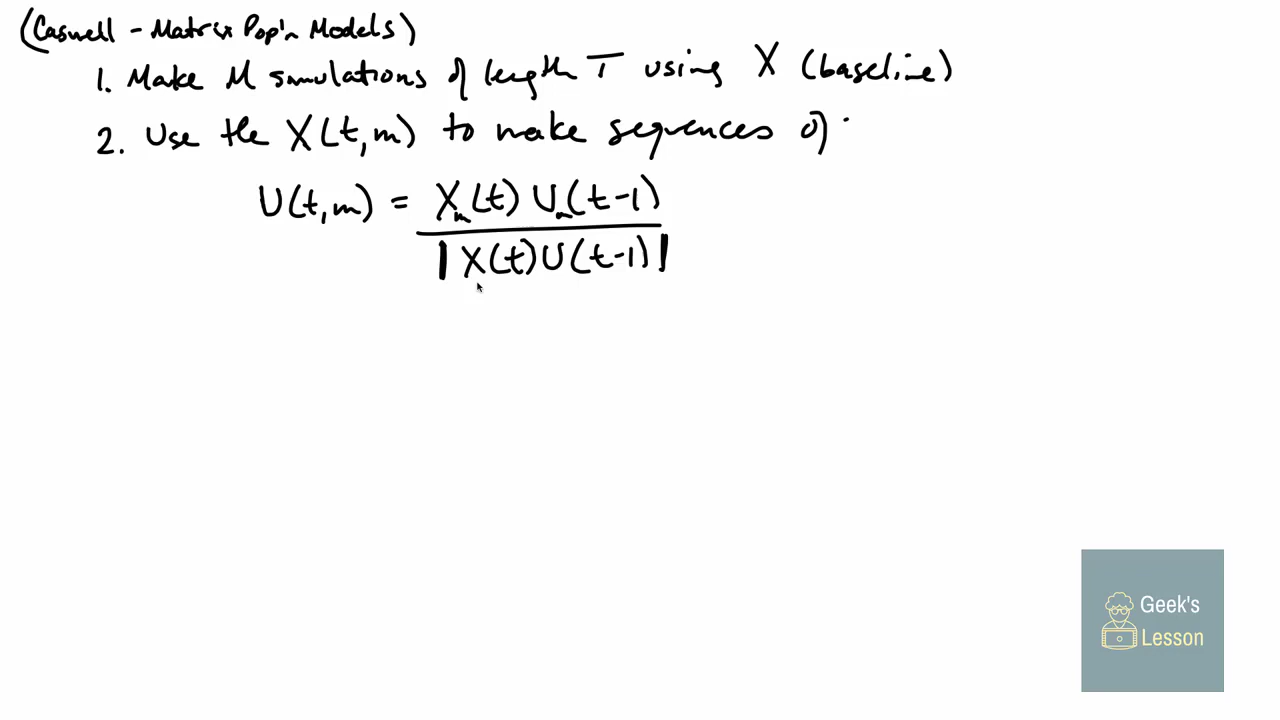 (Caswell - Matrix Pop'n Models)
1. Make M simulations of length T using X (baseline)
2. Use the X(t,m) to make sequences of
U(t,m) = Xm(t) Um(t-1)
|X(t)U(t-1)|
Geek's
Lesson